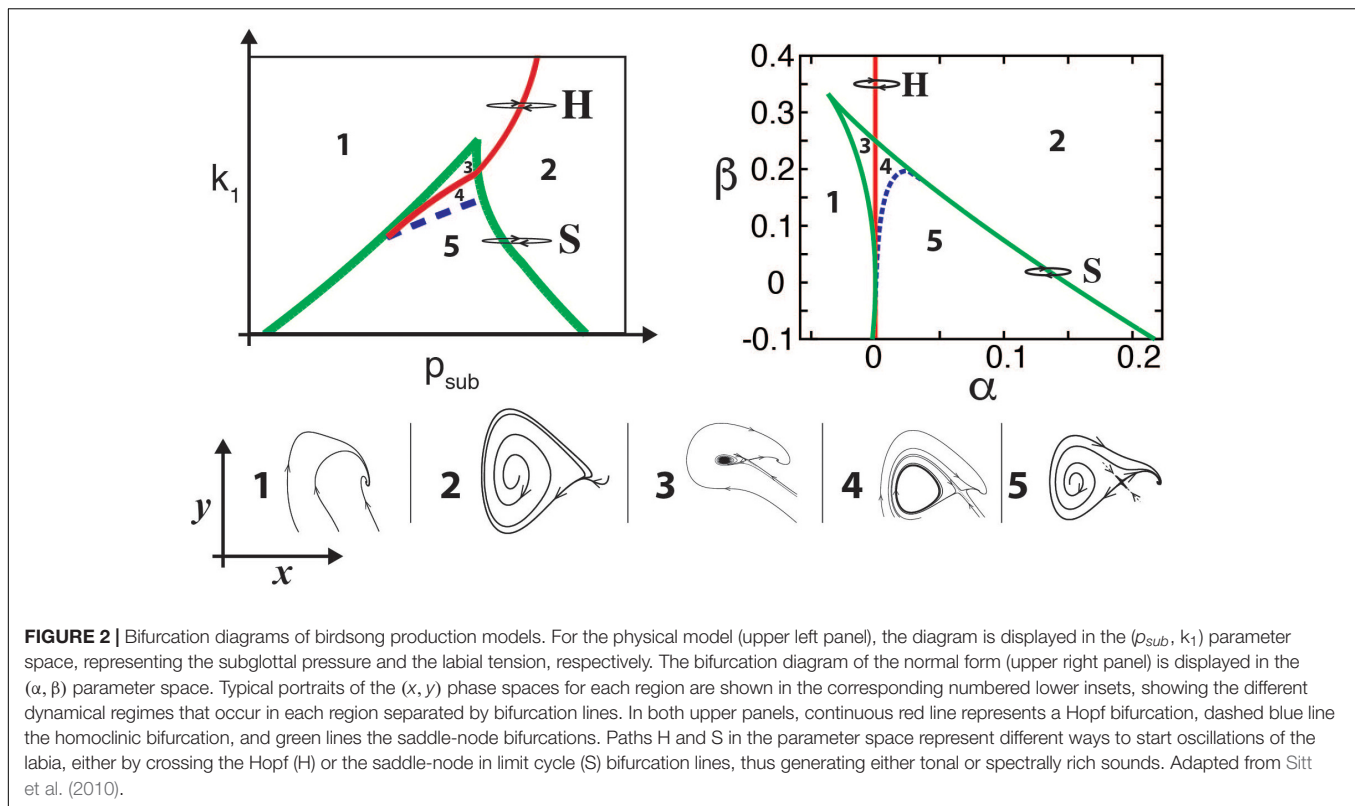 k1
1
2
3
4
5
H
S
psub
0.4
0.3
0.2
0.1
0
-0.1
β
H
S
1
2
3
4
5
0
0.1
0.2
α
y
x
1
2
3
4
5
FIGURE 2 | Bifurcation diagrams of birdsong production models. For the physical model (upper left panel), the diagram is displayed in the (psub, k1) parameter
space, representing the subglottal pressure and the labial tension, respectively. The bifurcation diagram of the normal form (upper right panel) is displayed in the
(α, β) parameter space. Typical portraits of the (x, y) phase spaces for each region are shown in the corresponding numbered lower insets, showing the different
dynamical regimes that occur in each region separated by bifurcation lines. In both upper panels, continuous red line represents a Hopf bifurcation, dashed blue line
the homoclinic bifurcation, and green lines the saddle-node bifurcations. Paths H and S in the parameter space represent different ways to start oscillations of the
labia, either by crossing the Hopf (H) or the saddle-node in limit cycle (S) bifurcation lines, thus generating either tonal or spectrally rich sounds. Adapted from Sitt
et al. (2010).